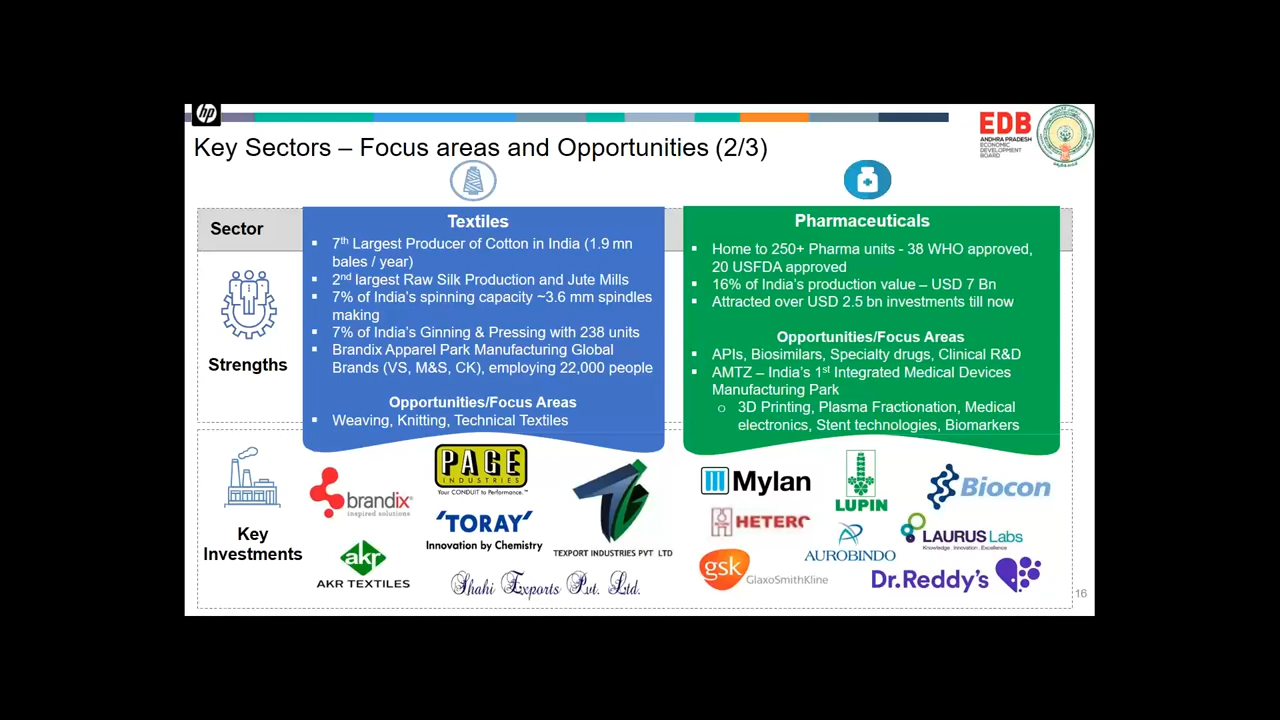 hp
Key Sectors – Focus areas and Opportunities (2/3)
EDB
ANDHRA PRADESH
ECONOMIC
DEVELOPMENT
BOARD
Sector
Textiles
7th Largest Producer of Cotton in India (1.9 mn
bales / year)
2nd largest Raw Silk Production and Jute Mills
7% of India's spinning capacity ~3.6 mm spindles
making
7% of India's Ginning & Pressing with 238 units
Brandix Apparel Park Manufacturing Global
Brands (VS, M&S, CK), employing 22,000 people
Opportunities/Focus Areas
Weaving, Knitting, Technical Textiles
Pharmaceuticals
Home to 250+ Pharma units - 38 WHO approved,
20 USFDA approved
16% of India's production value – USD 7 Bn
Attracted over USD 2.5 bn investments till now
Opportunities/Focus Areas
APIs, Biosimilars, Specialty drugs, Clinical R&D
AMTZ – India's 1st Integrated Medical Devices
Manufacturing Park
o 3D Printing, Plasma Fractionation, Medical
electronics, Stent technologies, Biomarkers
Strengths
Key
Investments
brandix
inspired solutions
PAGE
INDUSTRIES
Your CONDUIT to Performance.™
'TORAY'
Innovation by Chemistry
TEXPORT INDUSTRIES PVT LTD
akr
AKR TEXTILES
Shahi Exports Pvt. Ltd.
Mylan
LUPIN
Biocon
HETERO
AUROBINDO
LAURUS Labs
Knowledge . Innovation . Excellence
gsk
GlaxoSmithKline
Dr.Reddy's
16